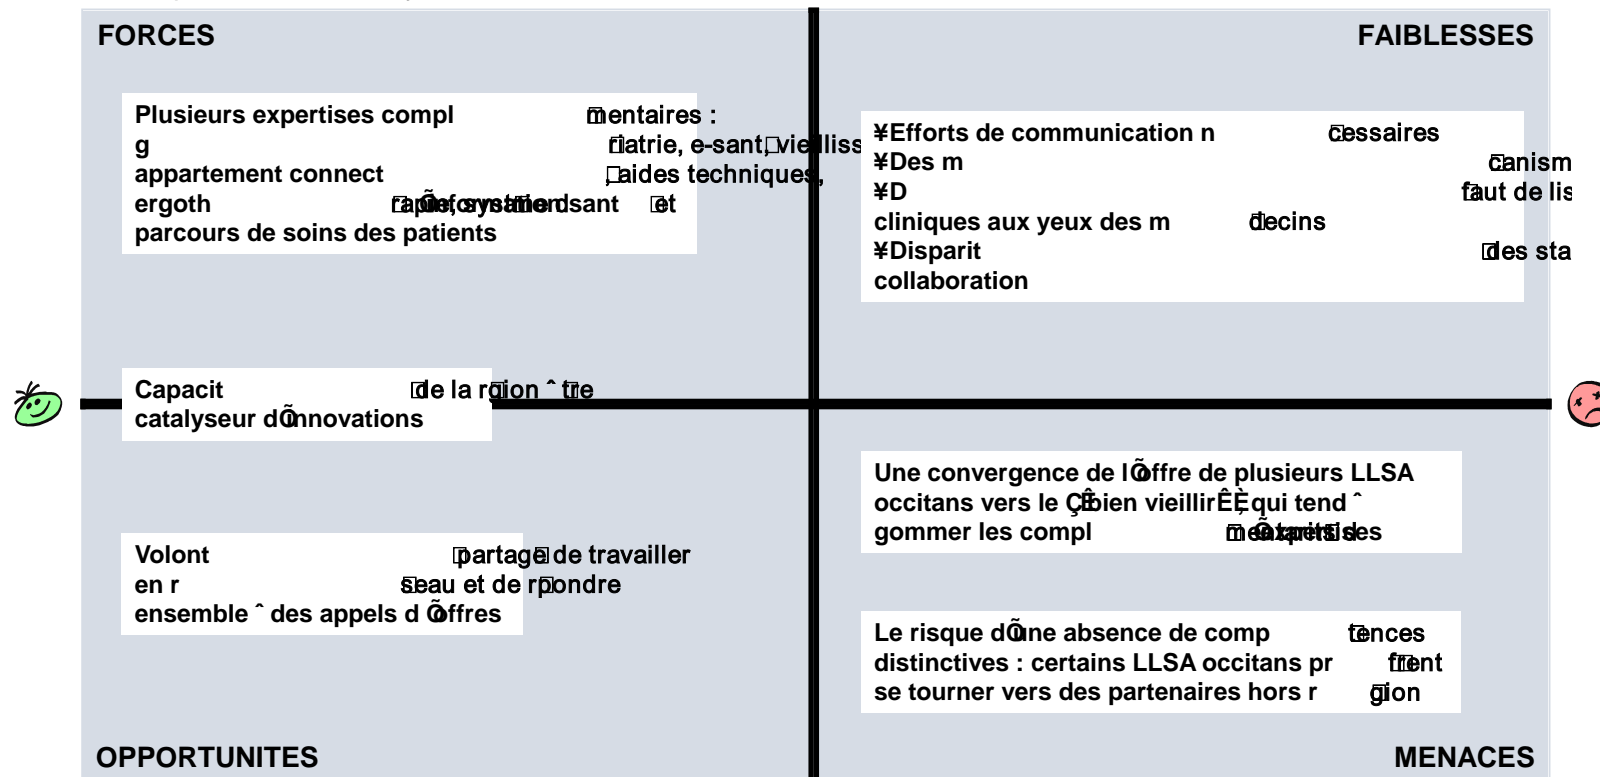 FORCES
FAIBLESSES
Plusieurs expertises compl mentaires :
g riatrie, e-sant, vieilliss
appartement connect , aides techniques,
ergoth et
parcours de soins des patients
¥Efforts de communication n cessaires
¥Des m canism
¥D faut de lis
cliniques aux yeux des m decins
¥Disparit des sta
collaboration
Capacit de la r gion ˆ tre
catalyseur dÕinnovations
Une convergence de lÕoffre de plusieurs LLSA
occitans vers le ÇÊbien vieillirÊÈ, qui tend ˆ
gommer les compl
Volont partag de travailler
en r seau et de r pondre
ensemble ˆ des appels d Õoffres
Le risque dÕune absence de comp tences
distinctives : certains LLSA occitans pr f rent
se tourner vers des partenaires hors r gion
OPPORTUNITES
MENACES